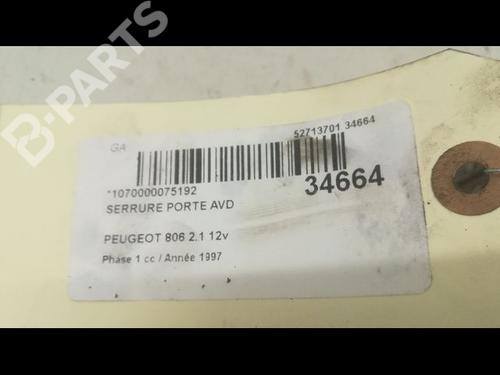 B-PARTS
GA
52713701 34664
*1070000075192
34664
SERRURE PORTE AVD
PEUGEOT 806 2.1 12v
Phase 1 cc / Année 1997